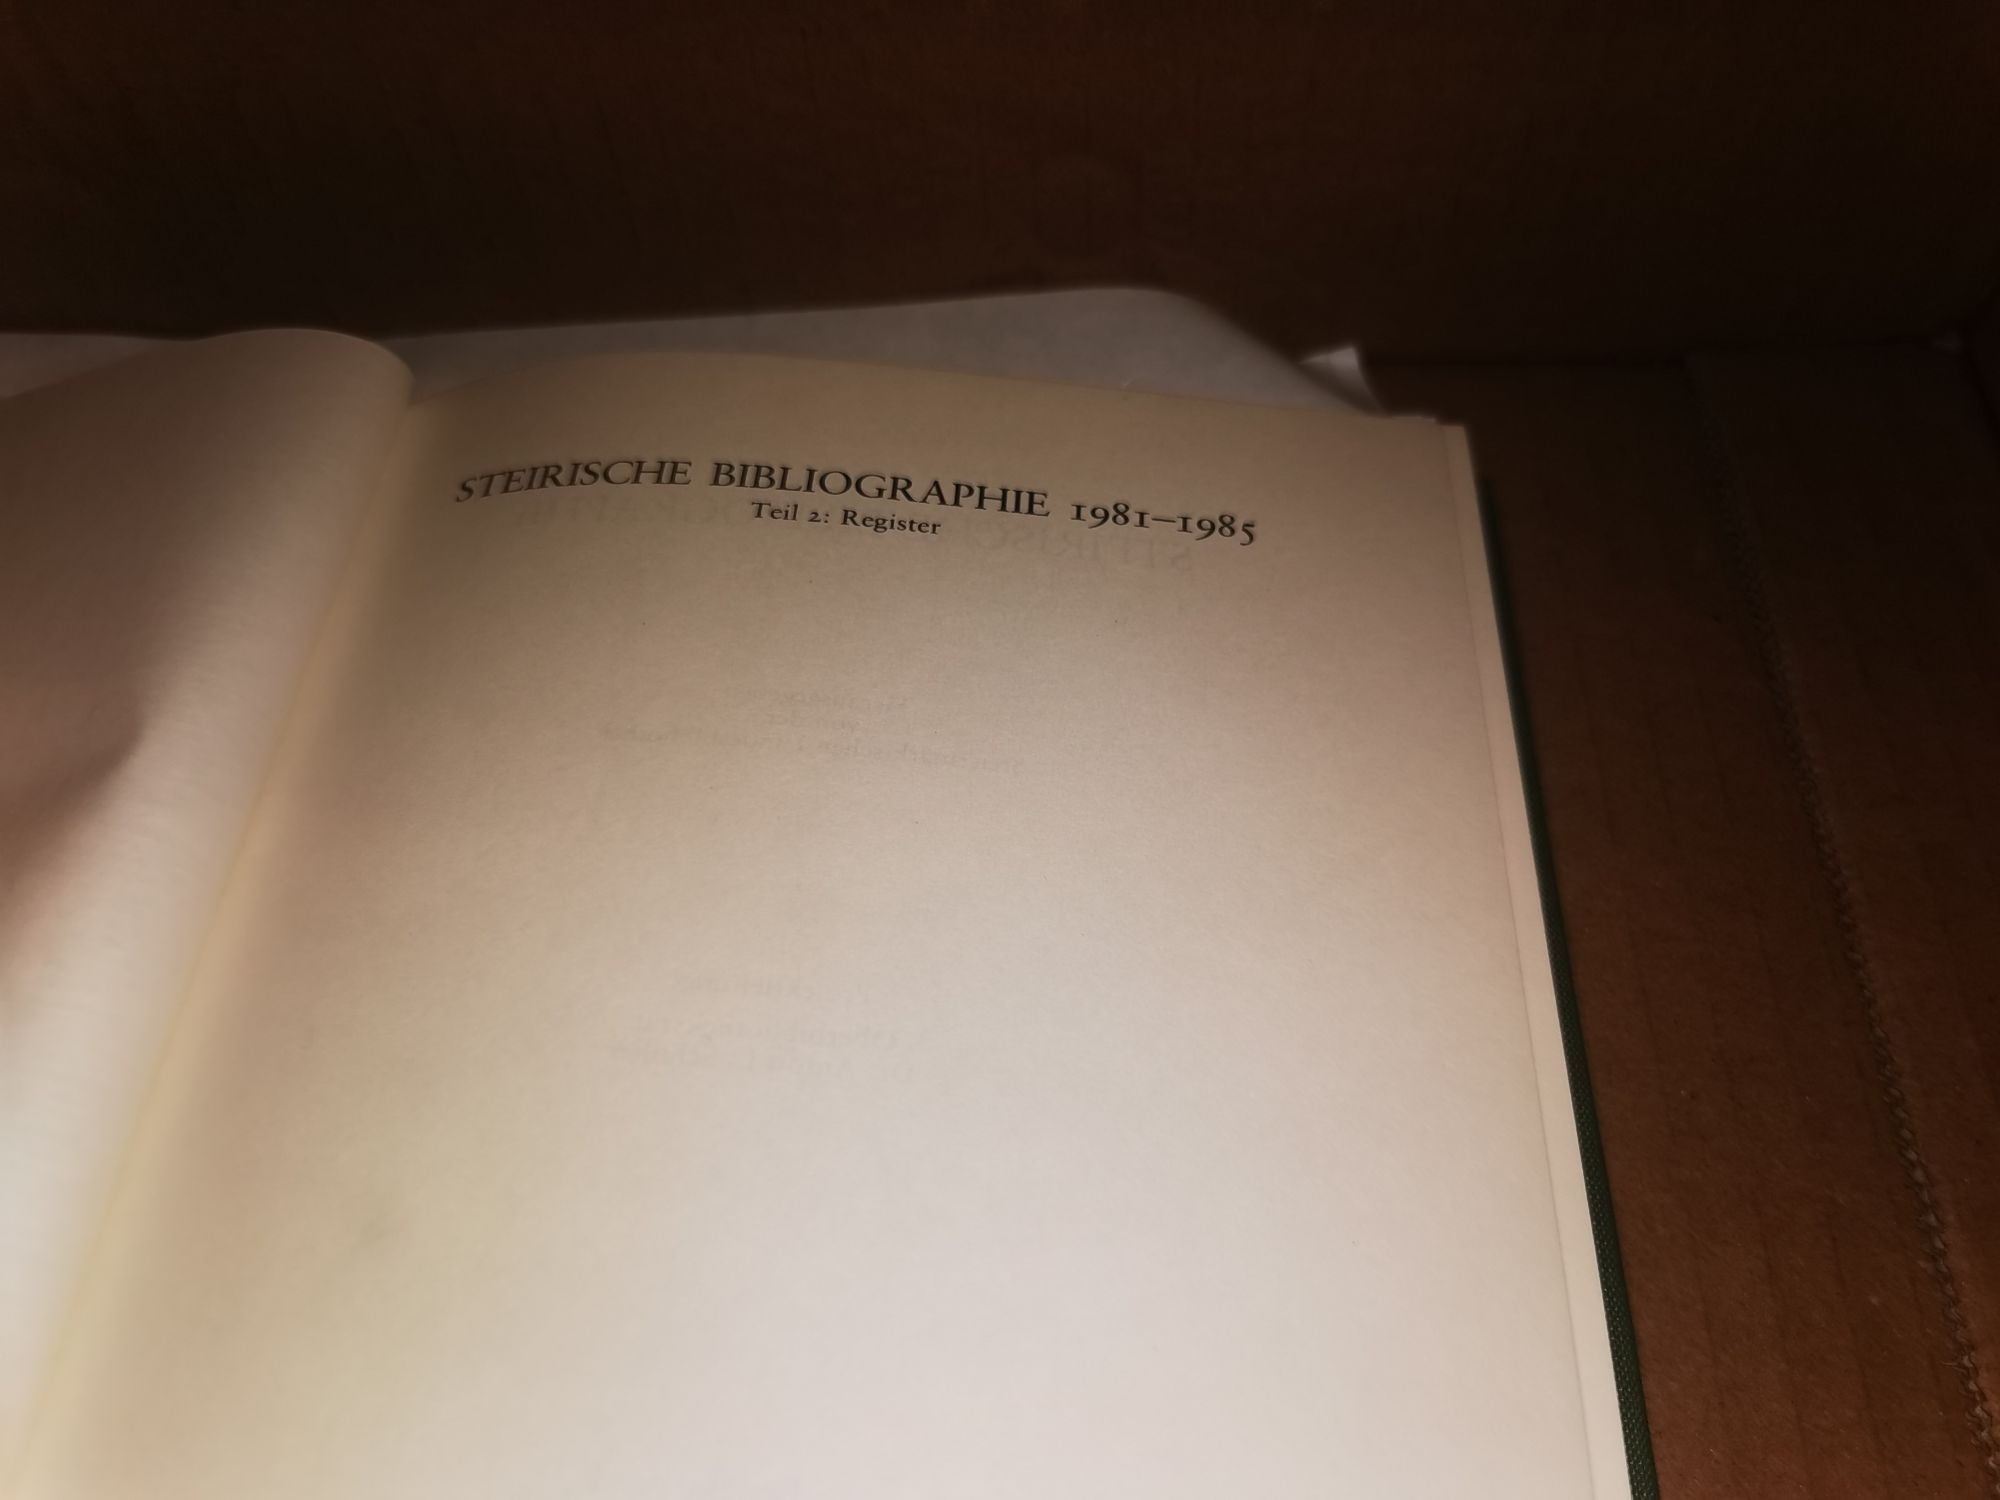 STEIRISCHE BIBLIOGRAPHIE 1981–1985
Teil 2: Register